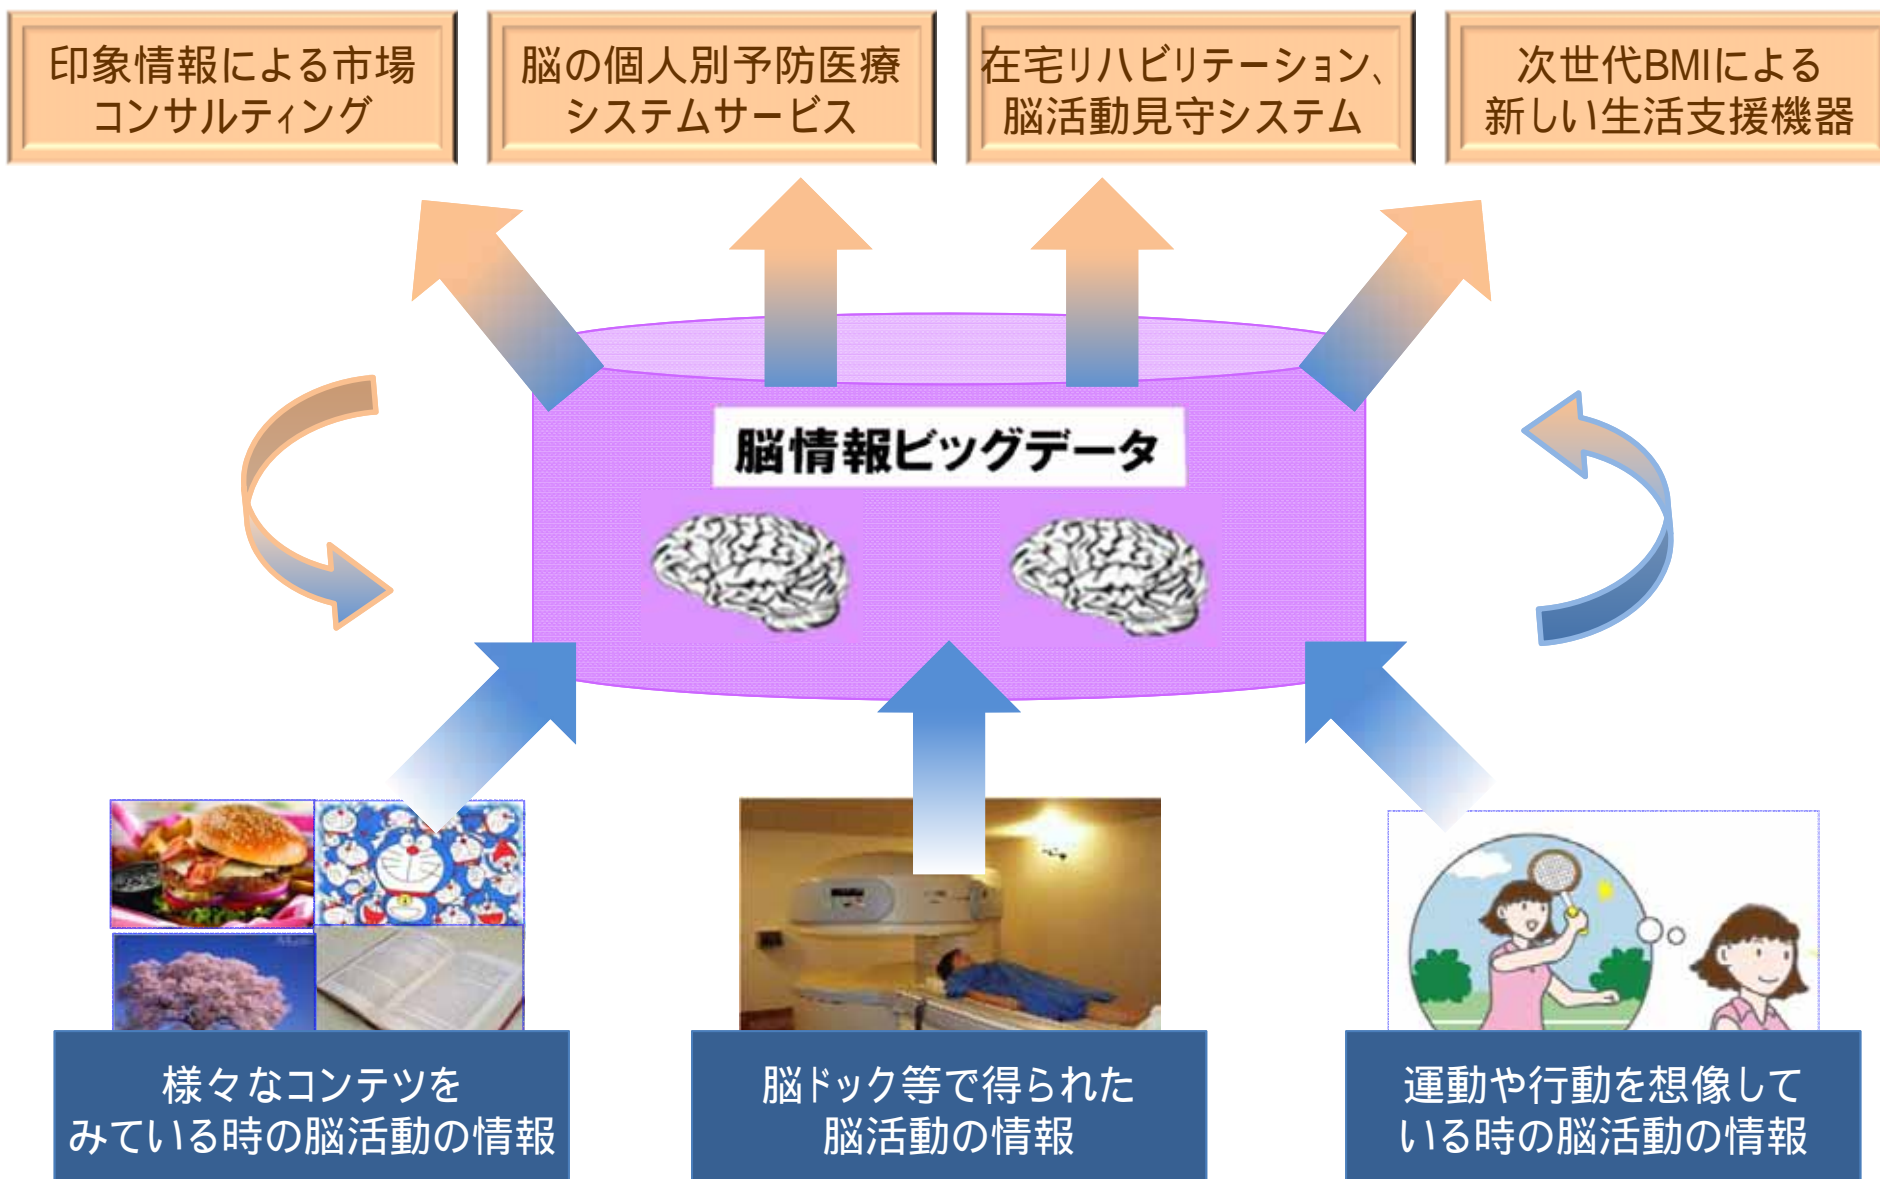 印象情報による市場
コンサルティング
脳の個人別予防医療
システムサービス
在宅リハビリテーション、
脳活動見守システム
次世代BMIによる
新しい生活支援機器
脳情報ビッグデータ
様々なコンテツを
みている時の脳活動の情報
脳ドック等で得られた
脳活動の情報
運動や行動を想像して
いる時の脳活動の情報